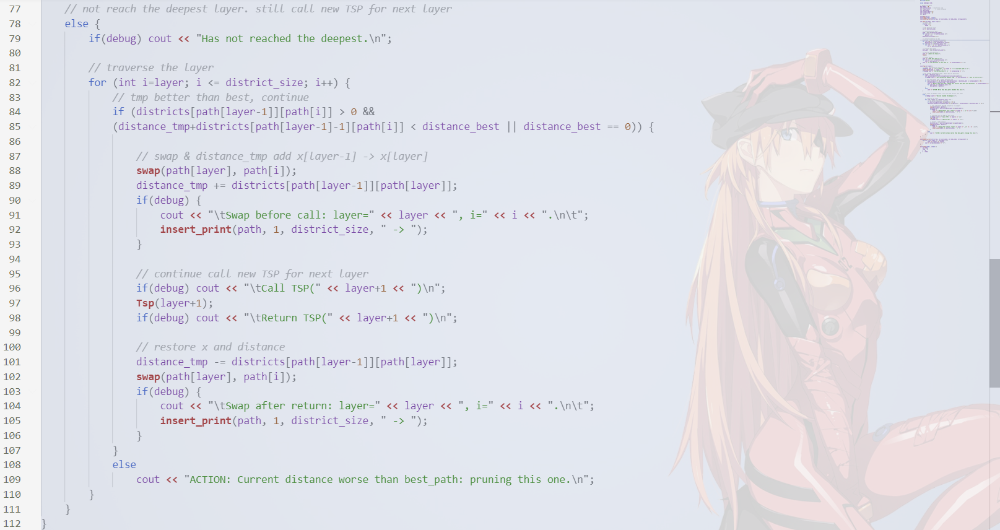 77 // not reach the deepest layer. still call new TSP for next layer
78 else {
79 if(debug) cout << "Has not reached the deepest.\n";
80
81 // traverse the layer
82 for (int i=layer; i <= district_size; i++) {
83 // tmp better than best, continue
84 if (districts[path[layer-1]][path[i]] > 0 &&
85 (distance_tmp+districts[path[layer-1]-1][path[i]] < distance_best || distance_best == 0)) {
86
87 // swap & distance_tmp add x[layer-1] -> x[layer]
88 swap(path[layer], path[i]);
89 distance_tmp += districts[path[layer-1]][path[layer]];
90 if(debug) {
91 cout << "\tSwap before call: layer=" << layer << ", i=" << i << ".\n\t";
92 insert_print(path, 1, district_size, " -> ");
93 }
94
95 // continue call new TSP for next layer
96 if(debug) cout << "\tCall TSP(" << layer+1 << ")\n";
97 Tsp(layer+1);
98 if(debug) cout << "\tReturn TSP(" << layer+1 << ")\n";
99
100 // restore x and distance
101 distance_tmp -= districts[path[layer-1]][path[layer]];
102 swap(path[layer], path[i]);
103 if(debug) {
104 cout << "\tSwap after return: layer=" << layer << ", i=" << i << ".\n\t";
105 insert_print(path, 1, district_size, " -> ");
106 }
107 }
108 else
109 cout << "ACTION: Current distance worse than best_path: pruning this one.\n";
110 }
111 }
112 }